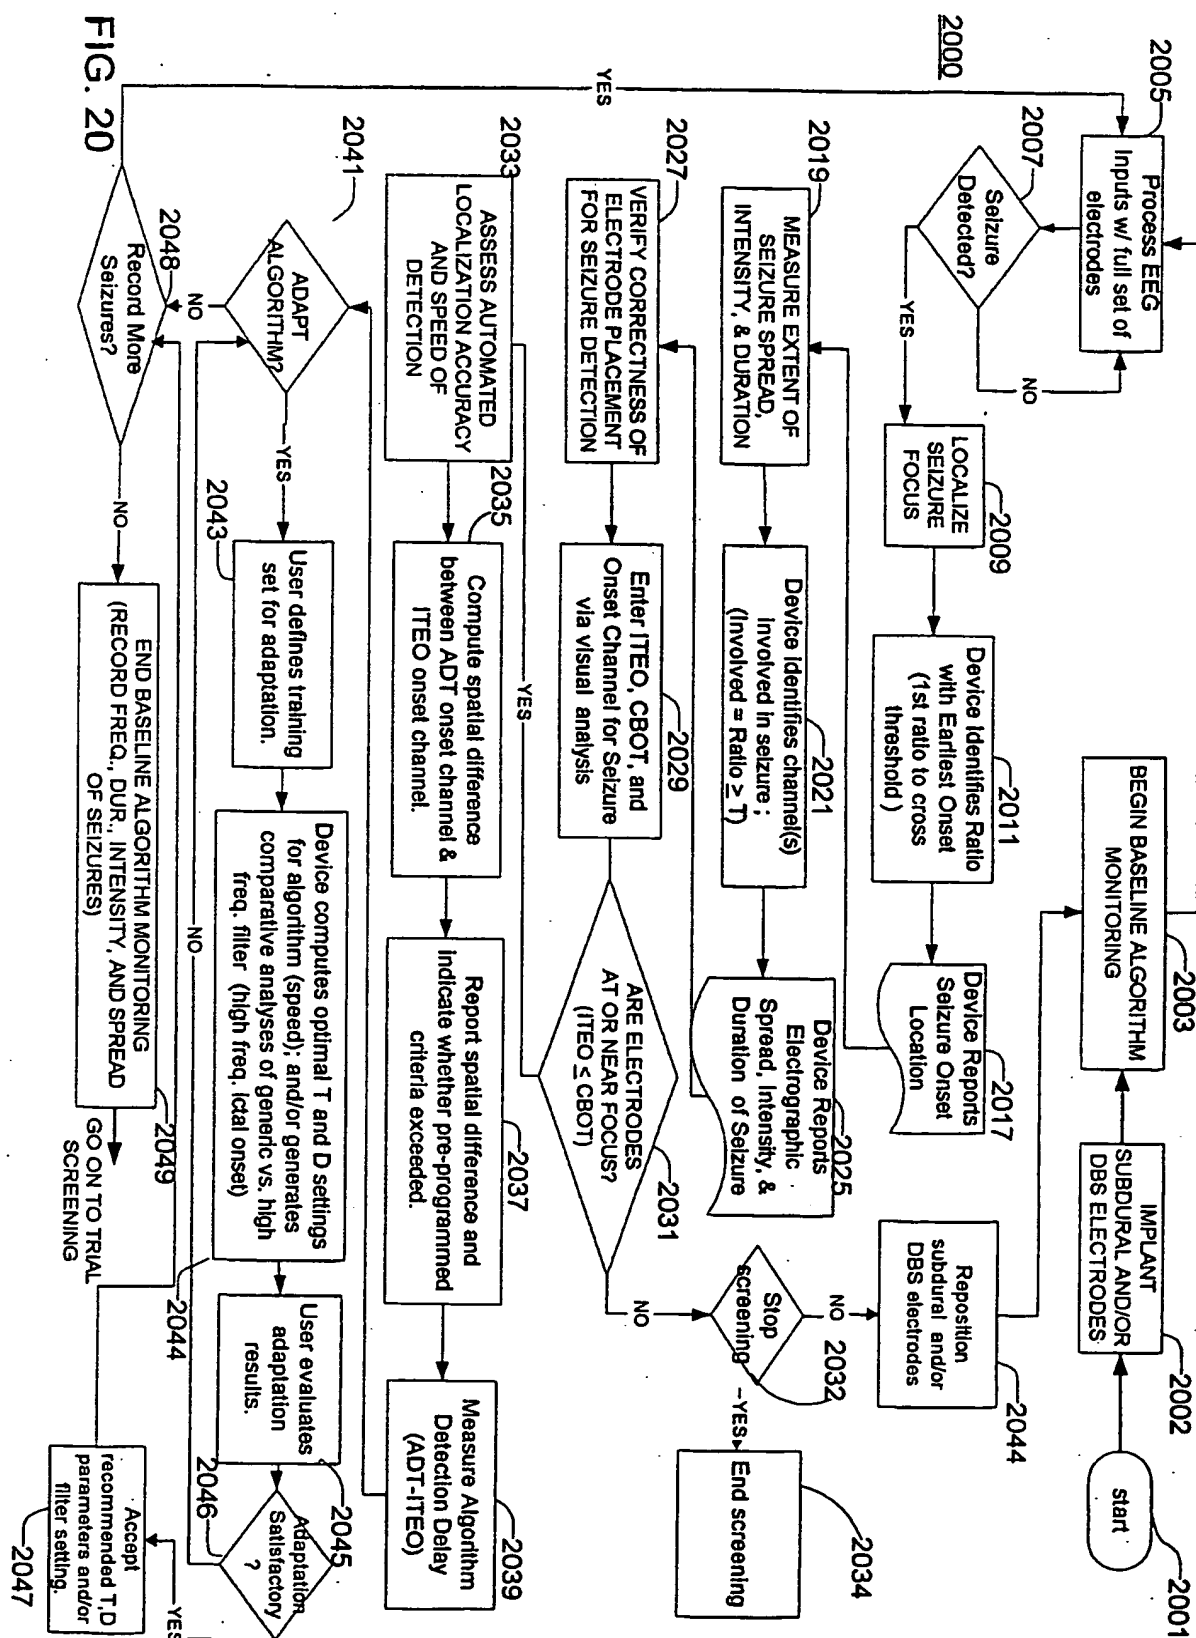 2000
start
2001
IMPLANT
SUBDURAL AND/OR
DBS ELECTRODES
2002
BEGIN BASELINE ALGORITHM
MONITORING
2003
2005
Process EEG
Inputs w/ full set of
electrodes
2007
Seizure
Detected?
NO
YES
LOCALIZE
SEIZURE
FOCUS
2009
Device Identifies Ratio
with Earliest Onset
(1st ratio to cross
threshold )
2011
Device Reports
Seizure Onset
Location
2017
2019
MEASURE EXTENT OF
SEIZURE SPREAD,
INTENSITY, & DURATION
Device Identifies channel(s)
involved in seizure ;
(Involved = Ratio ≥ T)
2021
Device Reports
Electrographic
Spread, Intensity, &
Duration of Seizure
2025
Reposition
subdural and/or
DBS electrodes
2044
2027
VERIFY CORRECTNESS OF
ELECTRODE PLACEMENT
FOR SEIZURE DETECTION
Enter ITEO, CBOT, and
Onset Channel for Seizure
via visual analysis
2029
ARE ELECTRODES
AT OR NEAR FOCUS?
(ITEO ≤ CBOT)
2031
YES
NO
Stop
screening
2032
NO
YES
End screening
2034
2033
ASSESS AUTOMATED
LOCALIZATION ACCURACY
AND SPEED OF
DETECTION
2035
Compute spatial difference
between ADT onset channel &
ITEO onset channel.
Report spatial difference and
indicate whether pre-programmed
criteria exceeded.
2037
Measure Algorithm
Detection Delay
(ADT-ITEO)
2039
2041
ADAPT
ALGORITHM?
YES
NO
User defines training
set for adaptation.
2043
Device computes optimal T and D settings
for algorithm (speed); and/or generates
comparative analyses of generic vs. high
freq. filter (high freq. ictal onset)
2044
User evaluates
adaptation
results.
2045
Adaptation
Satisfactory
?
2046
NO
YES
Accept
recommended T,D
parameters and/or
filter setting.
2047
2048
Record More
Seizures?
YES
NO
END BASELINE ALGORITHM MONITORING
(RECORD FREQ., DUR., INTENSITY, AND SPREAD
OF SEIZURES)
2049
GO ON TO TRIAL
SCREENING
FIG. 20